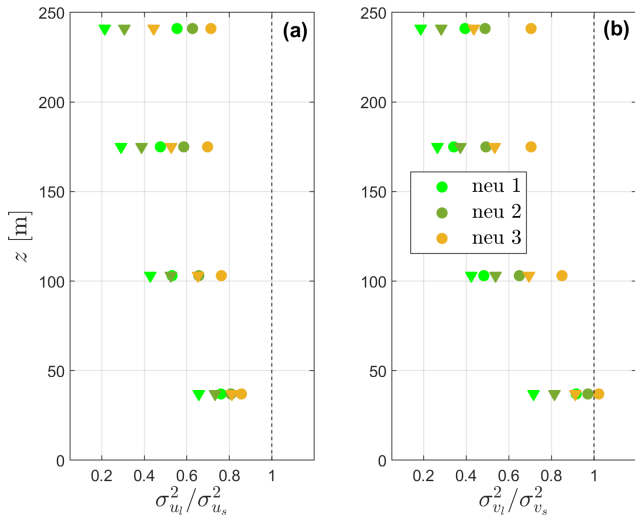 250
200
150
100
50
0
z [m]
(a)
0.2 0.4 0.6 0.8 1
σ²_{u_l}/σ²_{u_s}
250
200
150
100
50
0
(b)
neu 1
neu 2
neu 3
0.2 0.4 0.6 0.8 1
σ²_{v_l}/σ²_{v_s}